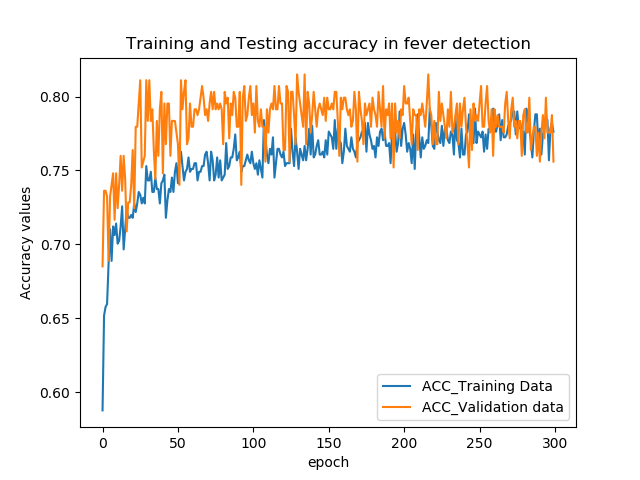 Training and Testing accuracy in fever detection
Accuracy values
0.80
0.75
0.70
0.65
0.60
0 50 100 150 200 250 300
epoch
ACC_Training Data
ACC_Validation data